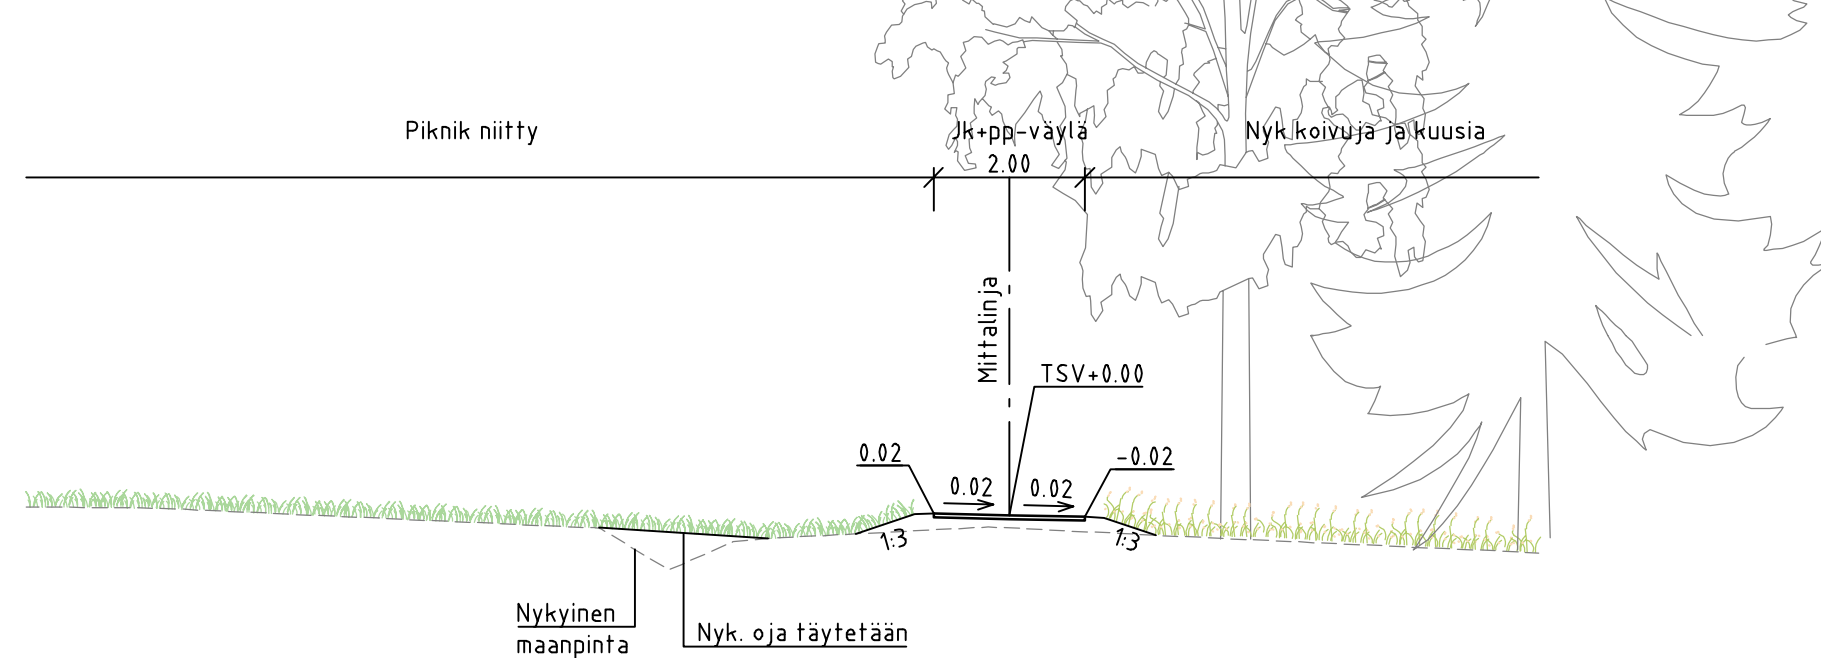 Piknik niitty
Jk+pp-väylä
Nyk koivuja ja kuusia
2.00
Mittalinja
TSV+0.00
0.02
-0.02
0.02
0.02
1:3
1:3
Nykyinen
maanpinta
Nyk. oja täytetään